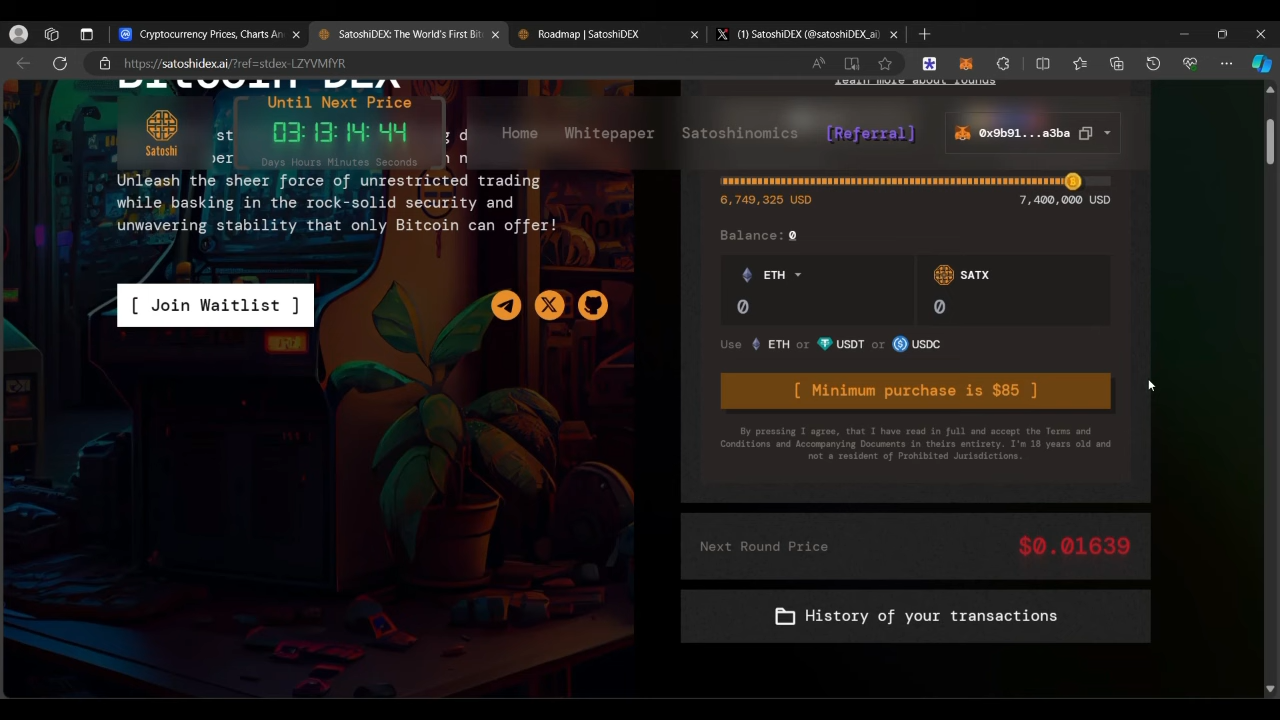 Cryptocurrency Prices, Charts An
SatoshiDEX: The World's First Bit
Roadmap | SatoshiDEX
(1) SatoshiDEX (@satoshiDEX_ai)
https://satoshidex.ai/?ref=stdex-LZYVMfYR
Bitcoin DEX
learn more about rounds
Satoshi
Until Next Price
03:13:14:44
Days Hours Minutes Seconds
Home
Whitepaper
Satoshinomics
[Referral]
0x9b91...a3ba
Unleash the sheer force of unrestricted trading
while basking in the rock-solid security and
unwavering stability that only Bitcoin can offer!
[ Join Waitlist ]
6,749,325 USD
7,400,000 USD
Balance: 0
ETH
SATX
0
0
Use ETH or USDT or USDC
[ Minimum purchase is $85 ]
By pressing I agree, that I have read in full and accept the Terms and
Conditions and Accompanying Documents in theirs entirety. I'm 18 years old and
not a resident of Prohibited Jurisdictions.
Next Round Price
$0.01639
History of your transactions